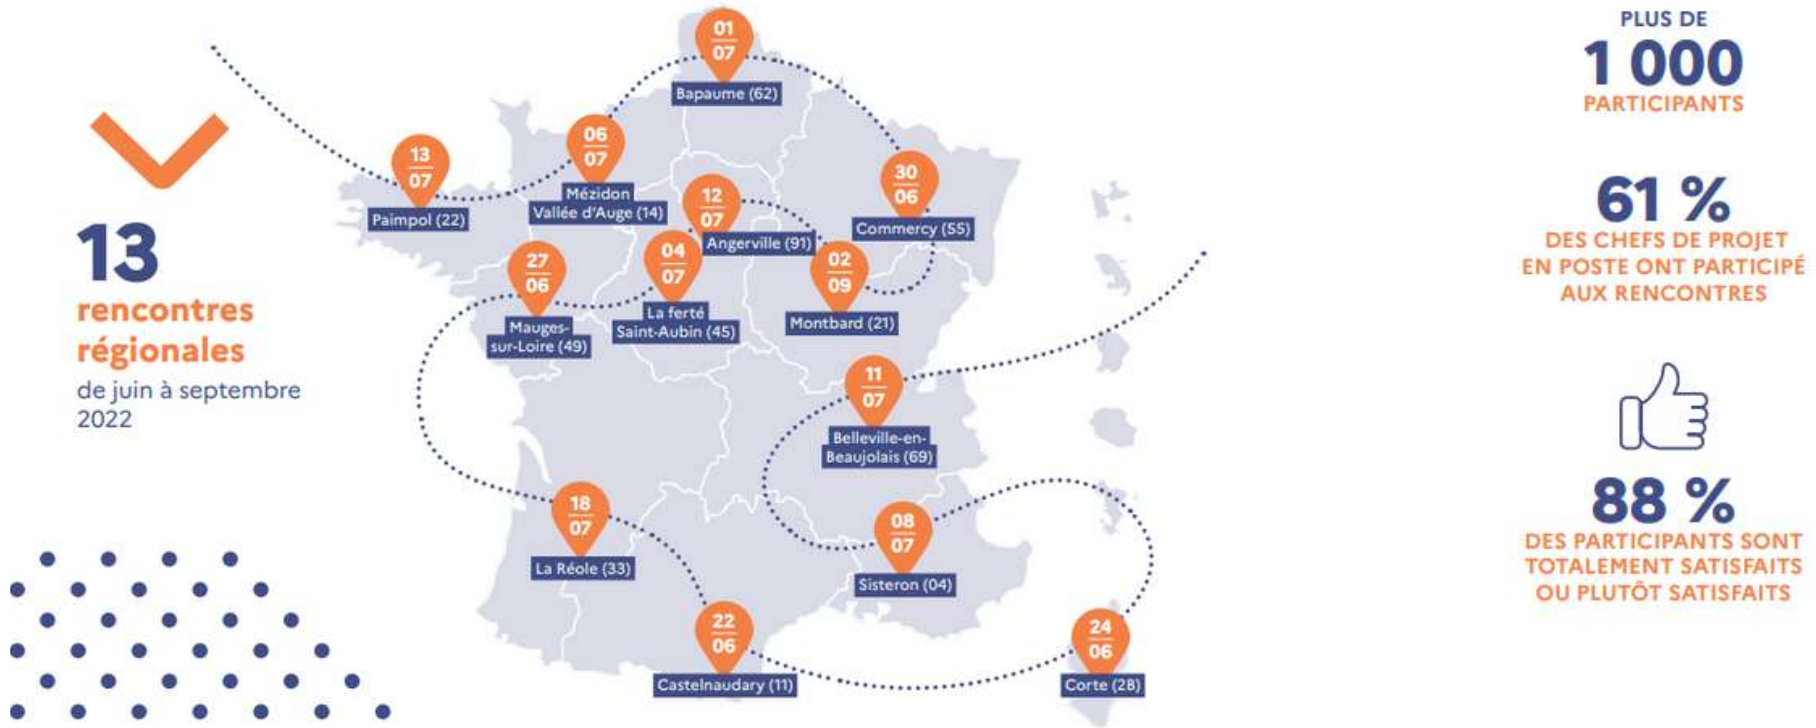 13
rencontres
régionales
de juin à septembre
2022
01
07
Bapaume (62)
13
07
Paimpol (22)
06
07
Mézidon
Vallée d'Auge (14)
12
07
Angerville (91)
30
06
Commercy (55)
27
06
Mauges-
sur-Loire (49)
04
07
La ferté
Saint-Aubin (45)
02
09
Montbard (21)
11
07
Belleville-en-
Beaujolais (69)
18
07
La Réole (33)
08
07
Sisteron (04)
22
06
Castelnaudary (11)
24
06
Corte (2B)
PLUS DE
1 000
PARTICIPANTS
61 %
DES CHEFS DE PROJET
EN POSTE ONT PARTICIPÉ
AUX RENCONTRES
88 %
DES PARTICIPANTS SONT
TOTALEMENT SATISFAITS
OU PLUTÔT SATISFAITS